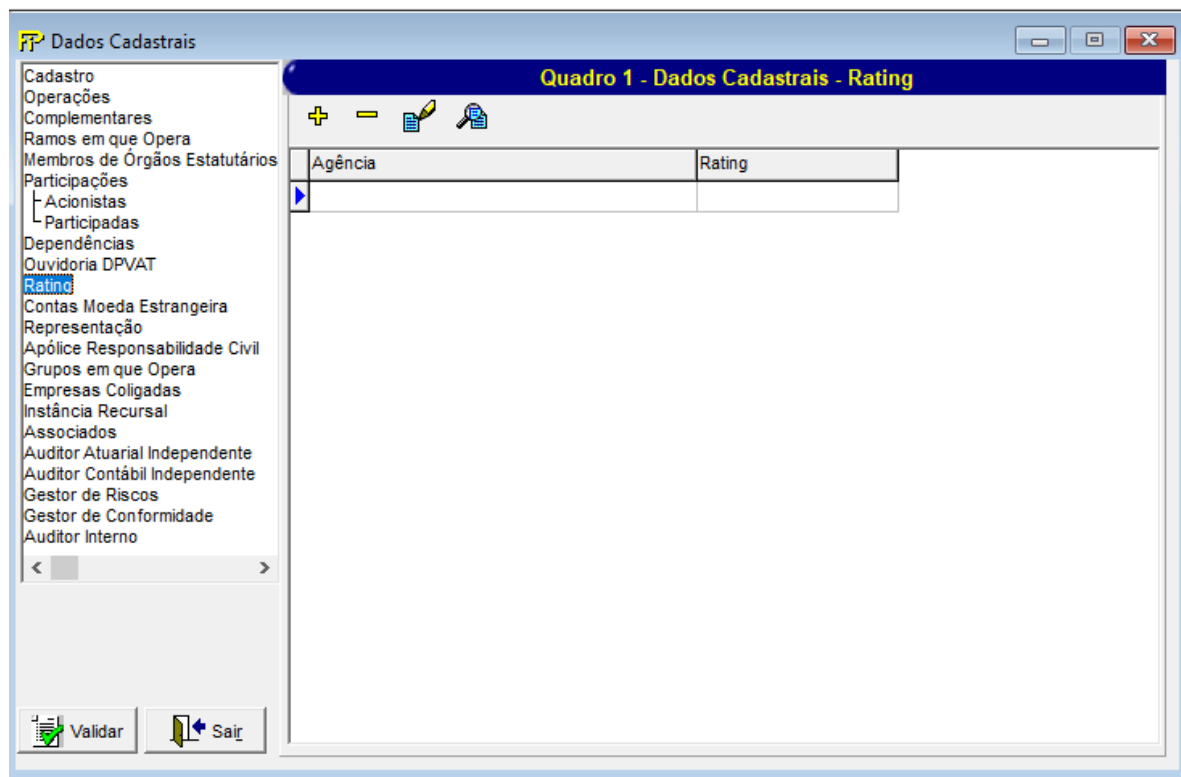 FP Dados Cadastrais
Cadastro
Operações
Complementares
Ramos em que Opera
Membros de Órgãos Estatutários
Participações
Acionistas
Participadas
Dependências
Ouvidoria DPVAT
Rating
Contas Moeda Estrangeira
Representação
Apólice Responsabilidade Civil
Grupos em que Opera
Empresas Coligadas
Instância Recursal
Associados
Auditor Atuarial Independente
Auditor Contábil Independente
Gestor de Riscos
Gestor de Conformidade
Auditor Interno
Validar
Sair
Quadro 1 - Dados Cadastrais - Rating
Agência Rating